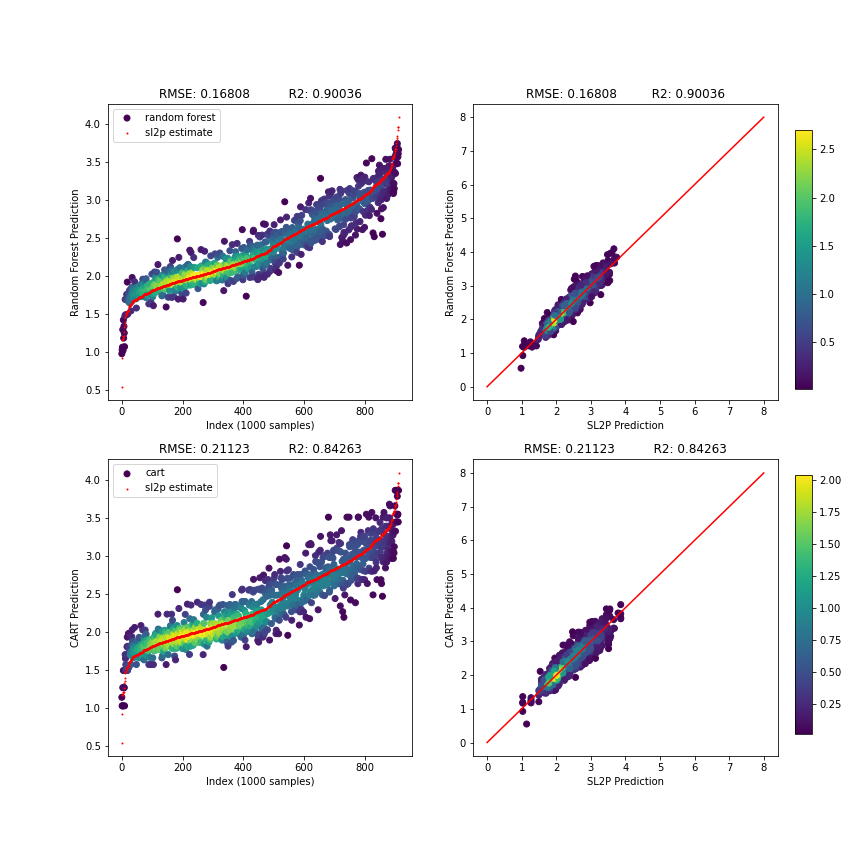 RMSE: 0.16808 R2: 0.90036
random forest
sl2p estimate
4.0
3.5
3.0
2.5
2.0
1.5
1.0
0.5
Random Forest Prediction
0 200 400 600 800
Index (1000 samples)
RMSE: 0.16808 R2: 0.90036
8
7
6
5
4
3
2
1
0
Random Forest Prediction
0 1 2 3 4 5 6 7 8
SL2P Prediction
2.5
2.0
1.5
1.0
0.5
RMSE: 0.21123 R2: 0.84263
cart
sl2p estimate
4.0
3.5
3.0
2.5
2.0
1.5
1.0
0.5
CART Prediction
0 200 400 600 800
Index (1000 samples)
RMSE: 0.21123 R2: 0.84263
8
7
6
5
4
3
2
1
0
CART Prediction
0 1 2 3 4 5 6 7 8
SL2P Prediction
2.00
1.75
1.50
1.25
1.00
0.75
0.50
0.25